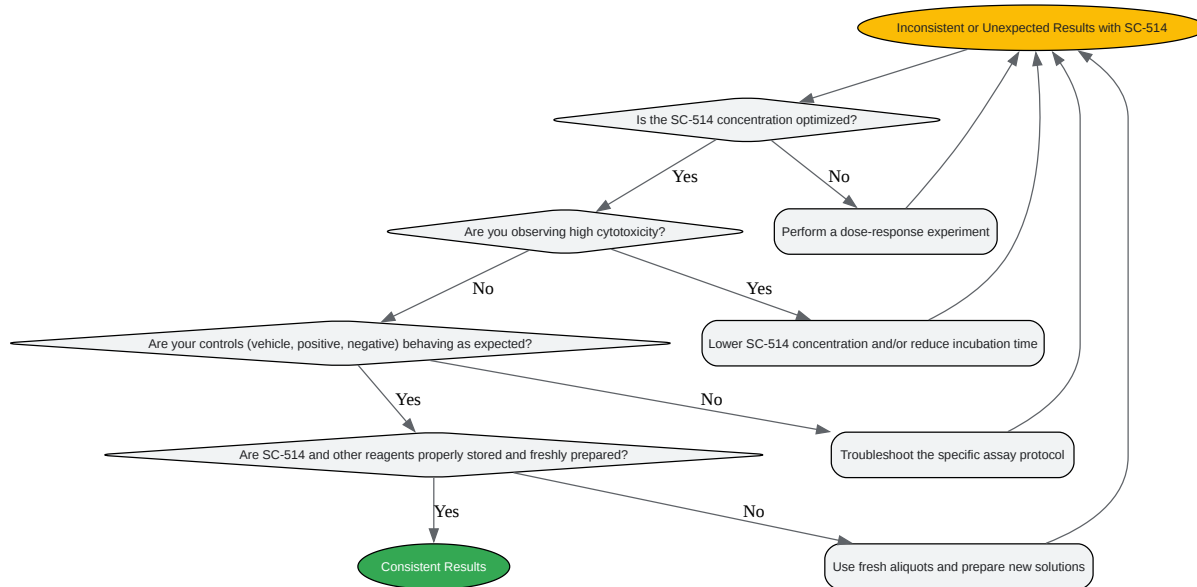 Inconsistent or Unexpected Results with SC-514
Is the SC-514 concentration optimized?
Yes
No
Are you observing high cytotoxicity?
Perform a dose-response experiment
No
Yes
Are your controls (vehicle, positive, negative) behaving as expected?
Lower SC-514 concentration and/or reduce incubation time
Yes
No
Are SC-514 and other reagents properly stored and freshly prepared?
Troubleshoot the specific assay protocol
Yes
No
Consistent Results
Use fresh aliquots and prepare new solutions